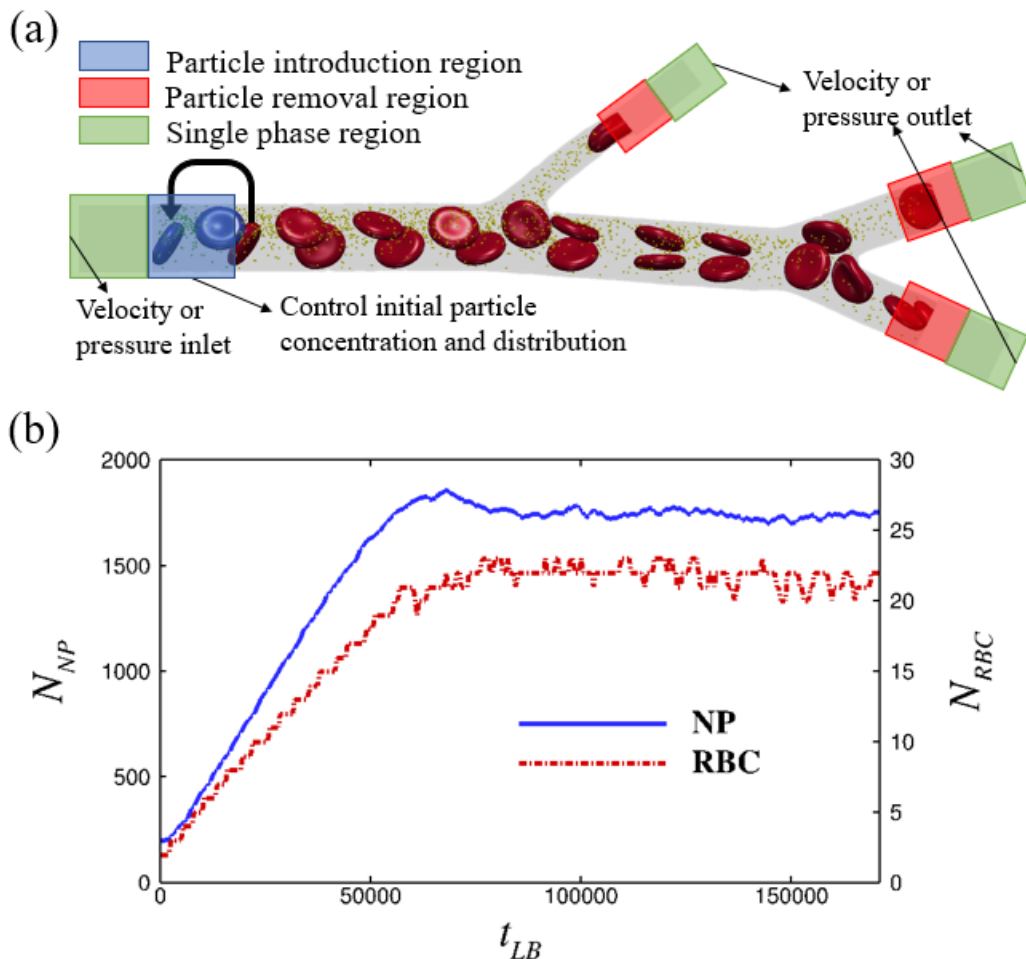 (a)
Particle introduction region
Particle removal region
Single phase region
Velocity or
pressure outlet
Velocity or
pressure inlet
Control initial particle
concentration and distribution
(b)
2000
1500
1000
500
0
N_NP
30
25
20
15
10
5
0
N_RBC
NP
RBC
0
50000
100000
150000
t_LB